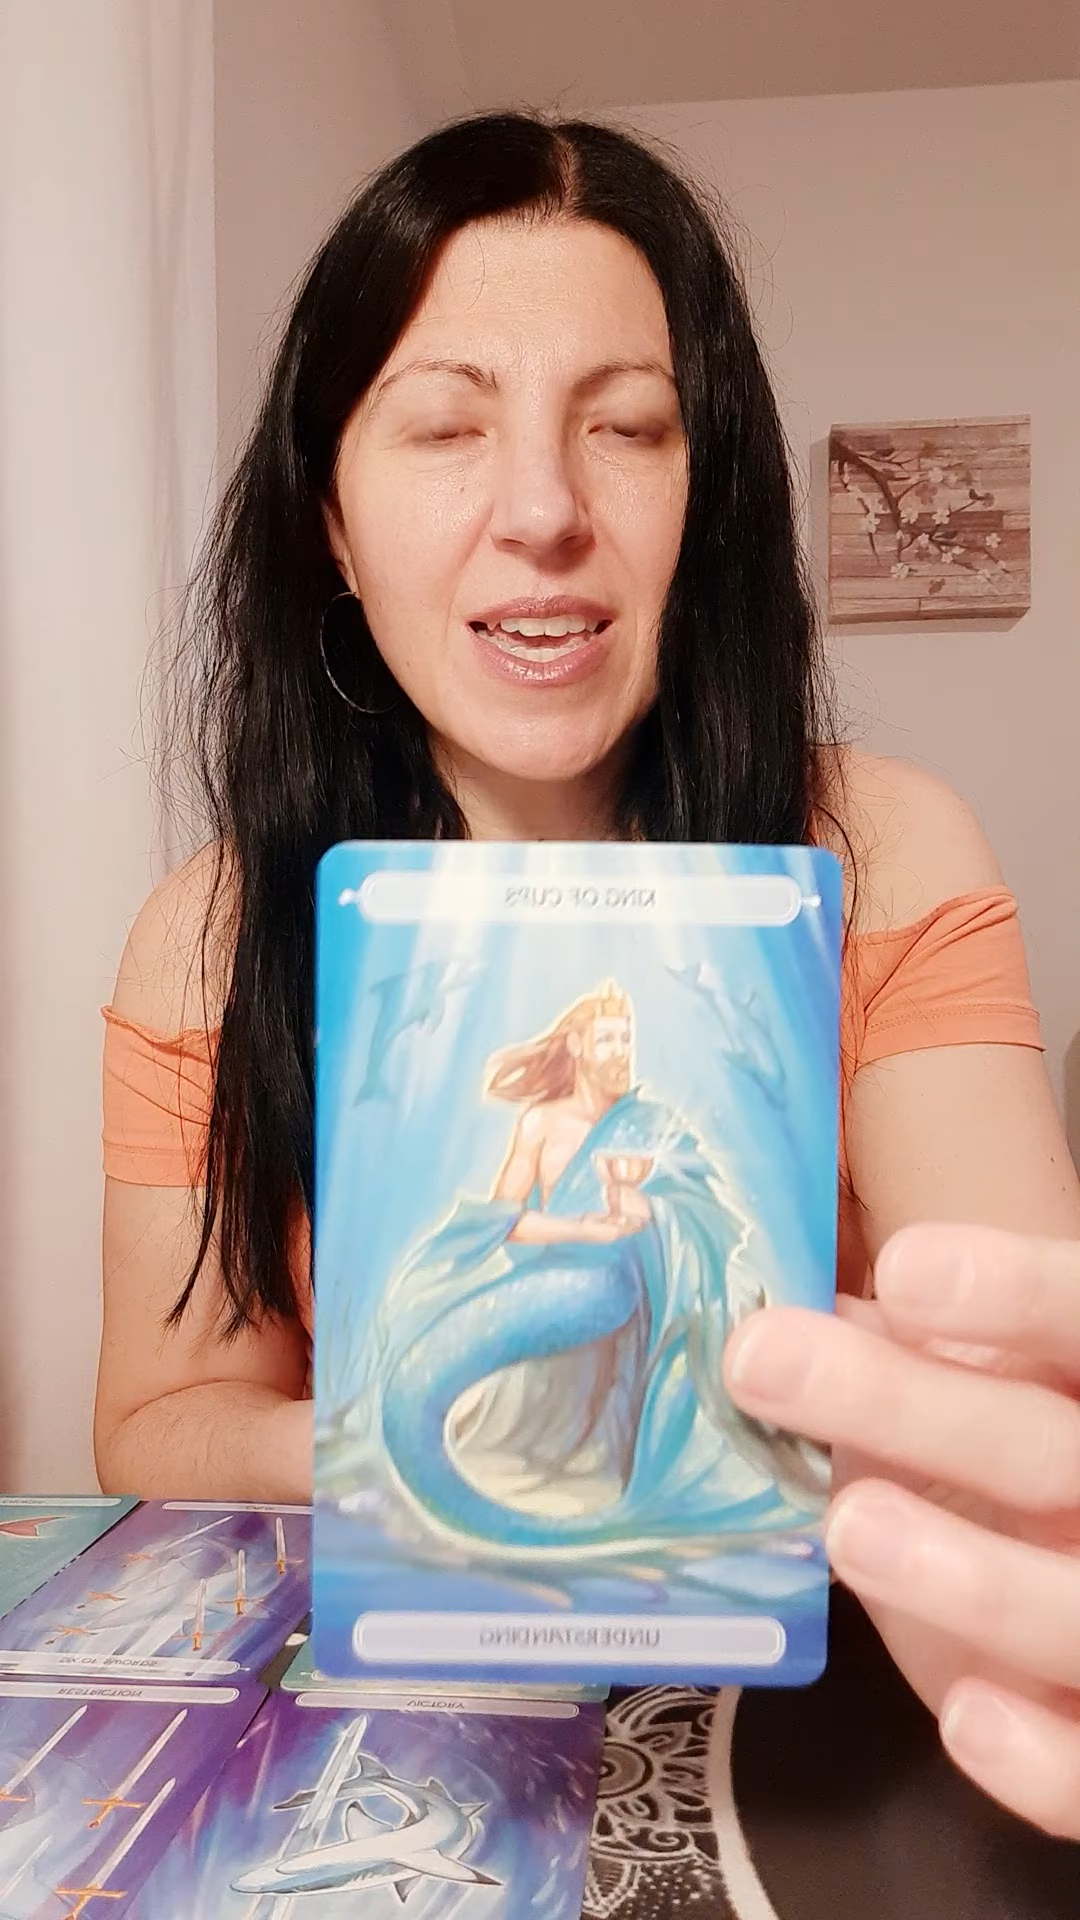 KING OF CUPS
UNDERSTANDING
SIX OF SWORDS
RESTRICTION
VICTORY